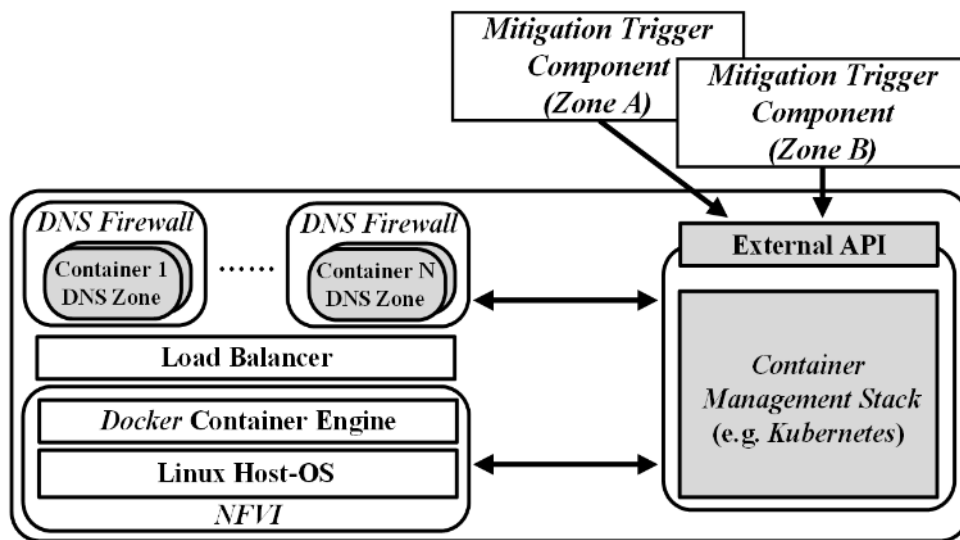 Mitigation Trigger
Component
(Zone A)
Mitigation Trigger
Component
(Zone B)
DNS Firewall
Container 1
DNS Zone
......
DNS Firewall
Container N
DNS Zone
External API
Load Balancer
Docker Container Engine
Linux Host-OS
NFVI
Container
Management Stack
(e.g. Kubernetes)